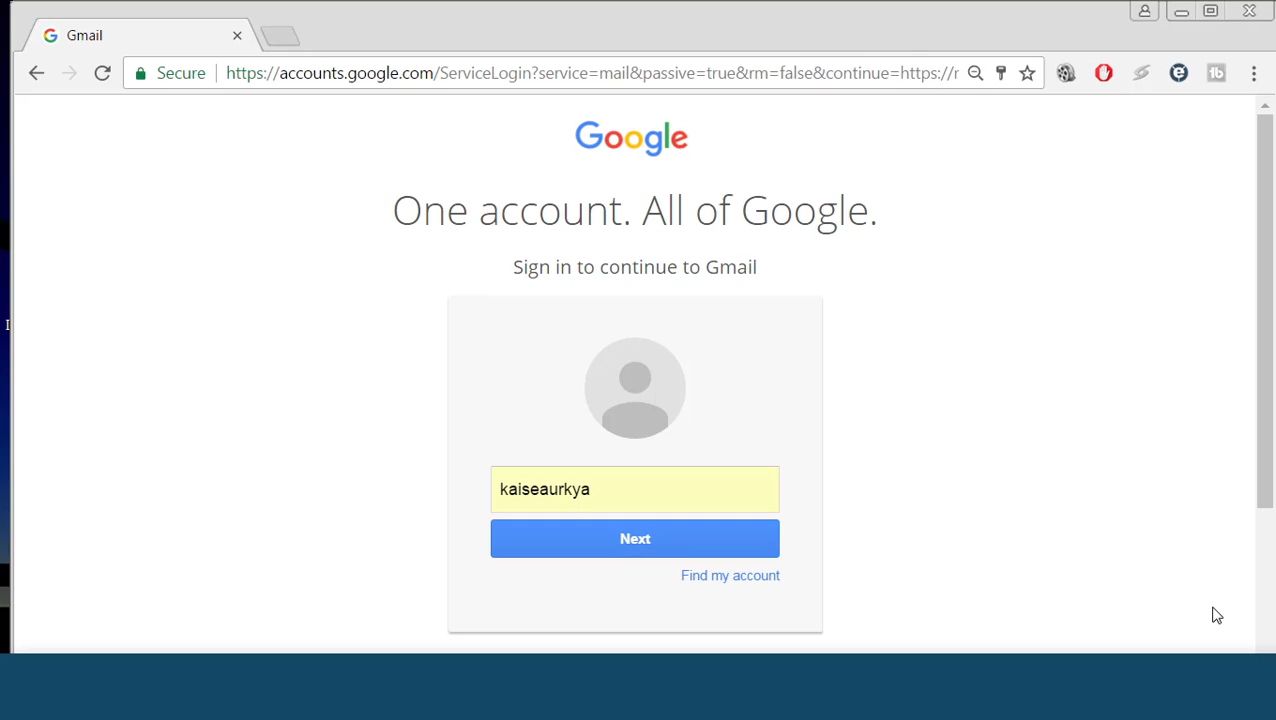 Gmail
Secure https://accounts.google.com/ServiceLogin?service=mail&passive=true&rm=false&continue=https://r
Google
One account. All of Google.
Sign in to continue to Gmail
kaiseaurkya
Next
Find my account